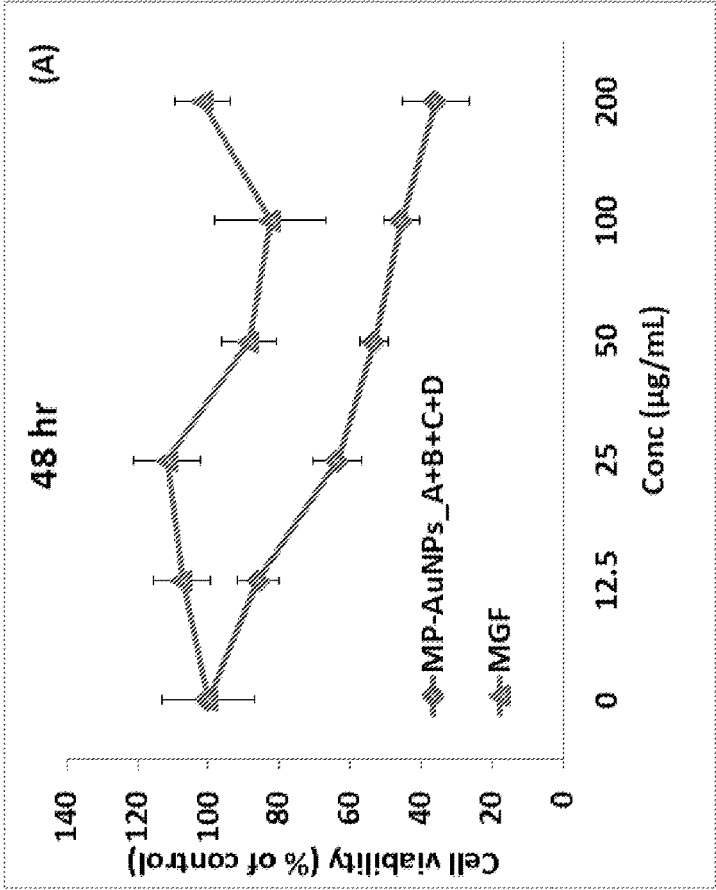 48 hr
(A)
Cell viability (% of control)
140
120
100
80
60
40
20
0
MP-AuNPs_A+B+C+D
MGF
0 12.5 25 50 100 200
Conc (µg/mL)